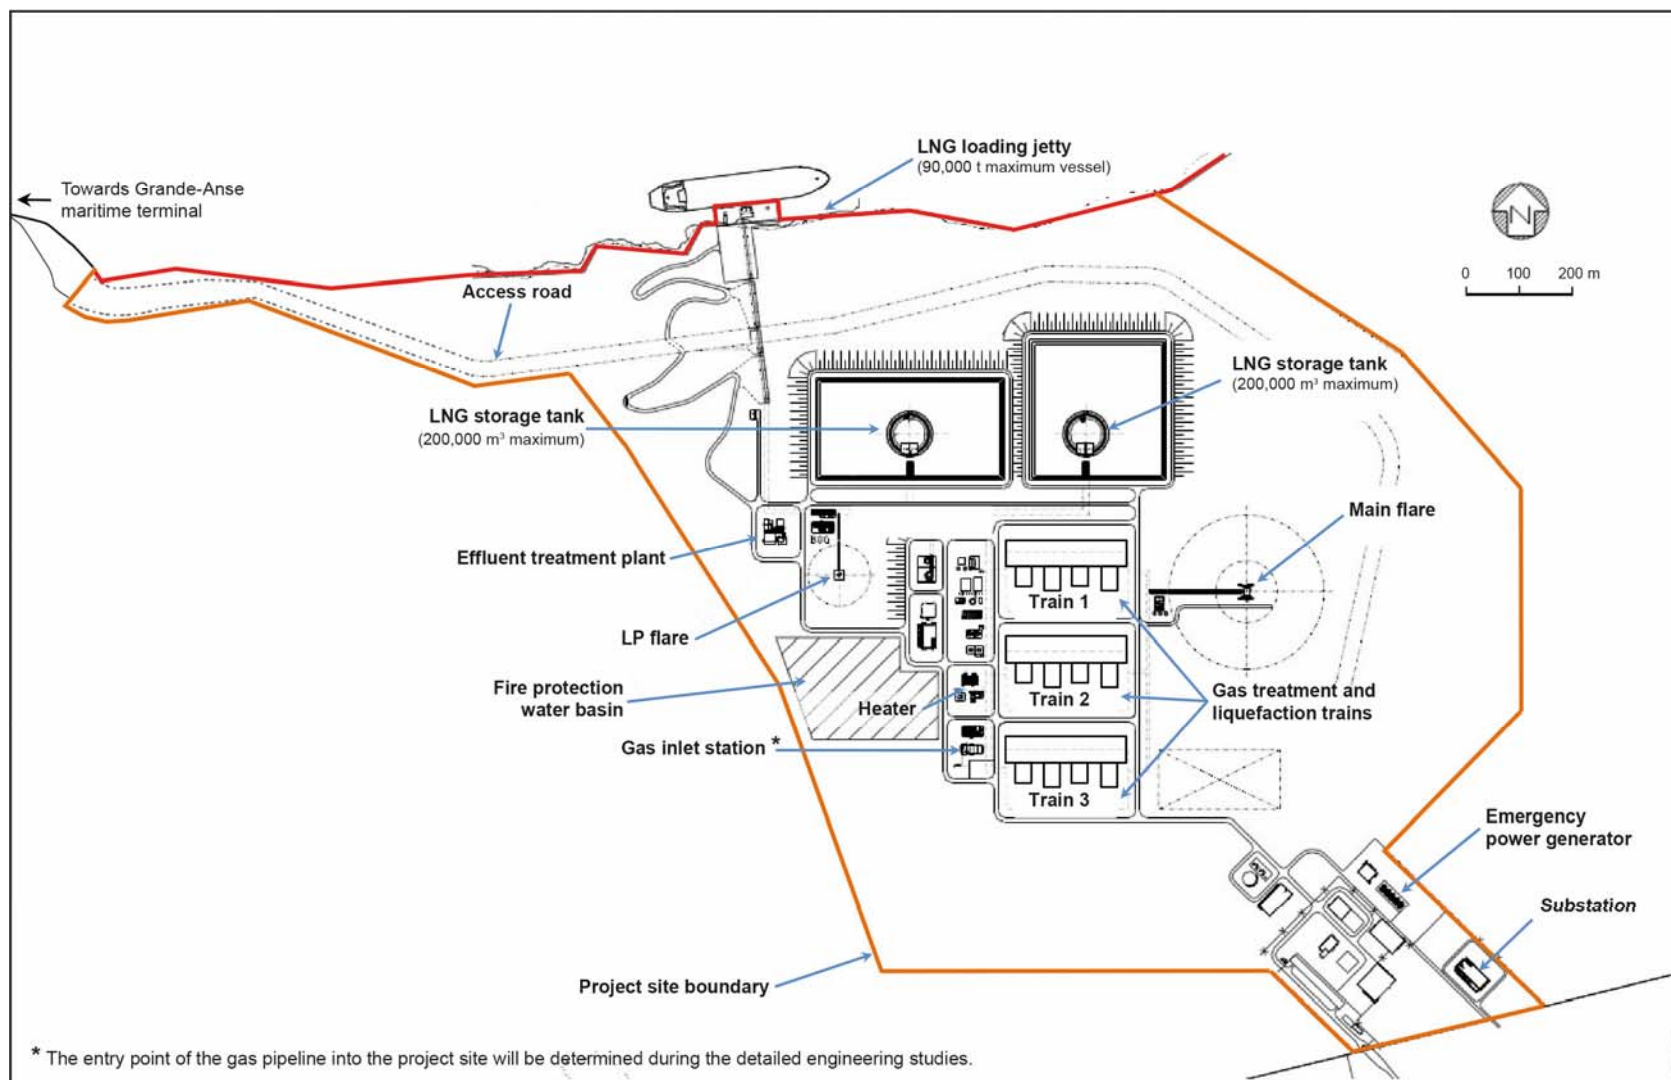 LNG loading jetty
(90,000 t maximum vessel)
Towards Grande-Anse
maritime terminal
N
0 100 200 m
Access road
LNG storage tank
(200,000 m³ maximum)
LNG storage tank
(200,000 m³ maximum)
Main flare
Effluent treatment plant
BOG
Train 1
LP flare
Fire protection
water basin
Heater
Train 2
Gas treatment and
liquefaction trains
Gas inlet station *
Train 3
Emergency
power generator
Substation
Project site boundary
* The entry point of the gas pipeline into the project site will be determined during the detailed engineering studies.